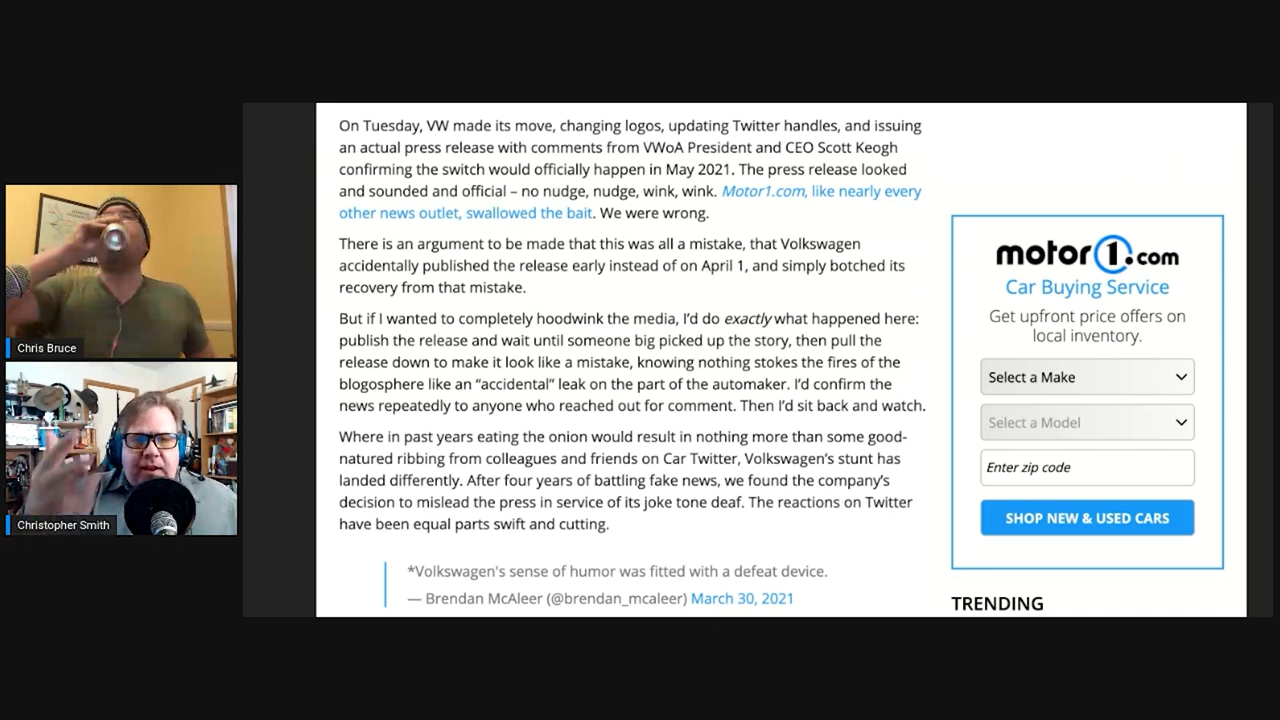 On Tuesday, VW made its move, changing logos, updating Twitter handles, and issuing
an actual press release with comments from VWoA President and CEO Scott Keogh
confirming the switch would officially happen in May 2021. The press release looked
and sounded and official – no nudge, nudge, wink, wink. Motor1.com, like nearly every
other news outlet, swallowed the bait. We were wrong.
There is an argument to be made that this was all a mistake, that Volkswagen
accidentally published the release early instead of on April 1, and simply botched its
recovery from that mistake.
But if I wanted to completely hoodwink the media, I’d do exactly what happened here:
publish the release and wait until someone big picked up the story, then pull the
release down to make it look like a mistake, knowing nothing stokes the fires of the
blogosphere like an “accidental” leak on the part of the automaker. I’d confirm the
news repeatedly to anyone who reached out for comment. Then I’d sit back and watch.
Where in past years eating the onion would result in nothing more than some good-
natured ribbing from colleagues and friends on Car Twitter, Volkswagen’s stunt has
landed differently. After four years of battling fake news, we found the company’s
decision to mislead the press in service of its joke tone deaf. The reactions on Twitter
have been equal parts swift and cutting.
*Volkswagen's sense of humor was fitted with a defeat device.
— Brendan McAleer (@brendan_mcaleer) March 30, 2021
motor1.com
Car Buying Service
Get upfront price offers on
local inventory.
Select a Make
Select a Model
Enter zip code
SHOP NEW & USED CARS
TRENDING
Chris Bruce
Christopher Smith